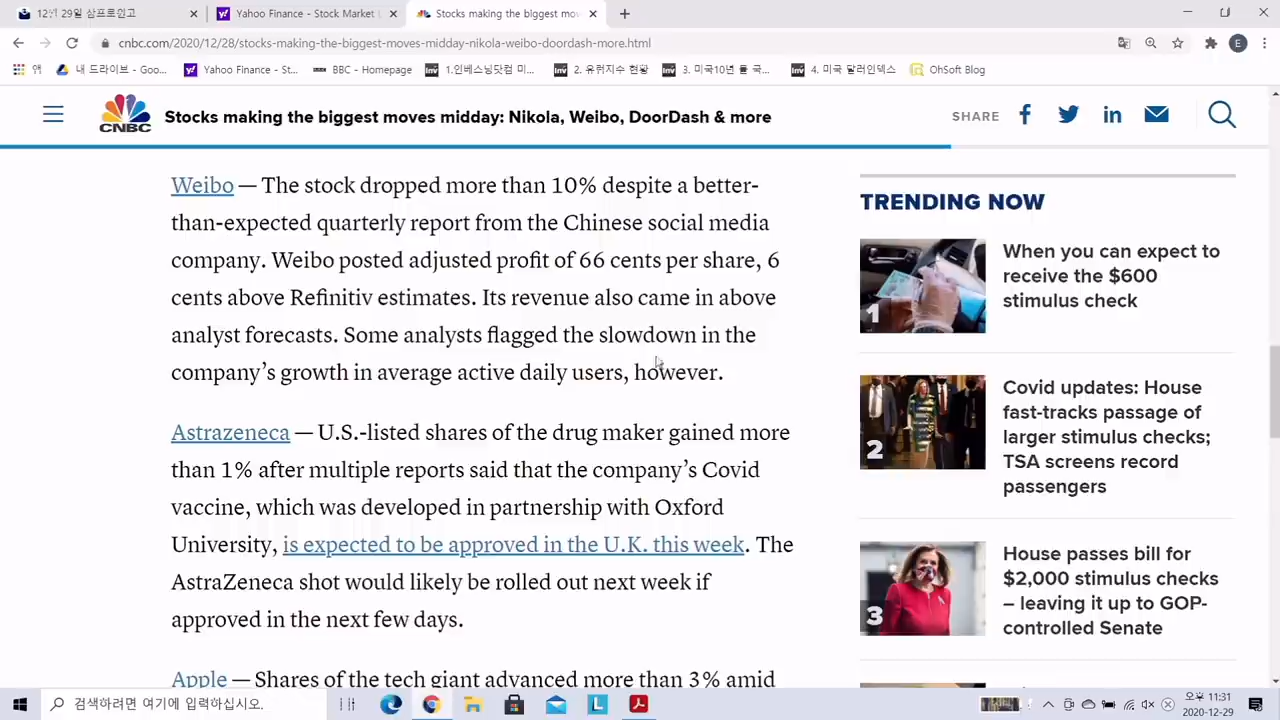 12월 29일 삼프로원고
Yahoo Finance - Stock Market L
Stocks making the biggest mov
cnbc.com/2020/12/28/stocks-making-the-biggest-moves-midday-nikola-weibo-doordash-more.html
E
앱
내 드라이브 - Goo...
Yahoo Finance - St...
BBC - Homepage
1.인베스닝닷컴 미...
2. 유럽지수 현황
3. 미국10년 물 국...
4. 미국 달러인덱스
OhSoft Blog
CNBC
Stocks making the biggest moves midday: Nikola, Weibo, DoorDash & more
SHARE
Weibo — The stock dropped more than 10% despite a better-
than-expected quarterly report from the Chinese social media
company. Weibo posted adjusted profit of 66 cents per share, 6
cents above Refinitiv estimates. Its revenue also came in above
analyst forecasts. Some analysts flagged the slowdown in the
company's growth in average active daily users, however.
Astrazeneca — U.S.-listed shares of the drug maker gained more
than 1% after multiple reports said that the company's Covid
vaccine, which was developed in partnership with Oxford
University, is expected to be approved in the U.K. this week. The
AstraZeneca shot would likely be rolled out next week if
approved in the next few days.
Apple — Shares of the tech giant advanced more than 3% amid
TRENDING NOW
1
When you can expect to
receive the $600
stimulus check
2
Covid updates: House
fast-tracks passage of
larger stimulus checks;
TSA screens record
passengers
3
House passes bill for
$2,000 stimulus checks
– leaving it up to GOP-
controlled Senate
검색하려면 여기에 입력하십시오.
오후 11:31
2020-12-29